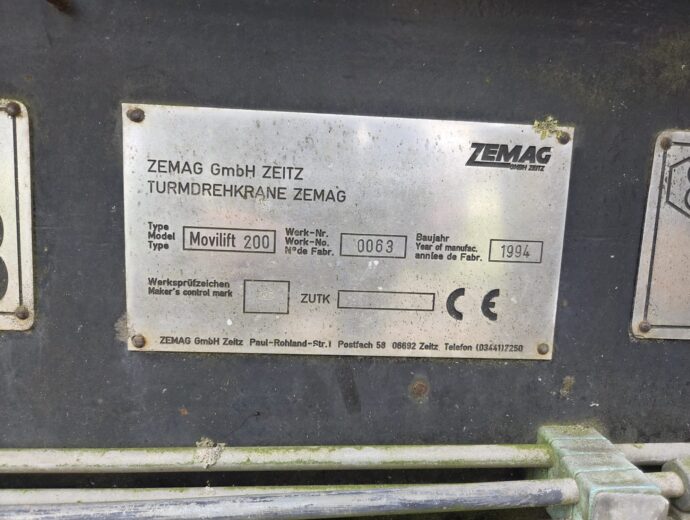 ZEMAG
GMBH ZEITZ
ZEMAG GmbH ZEITZ
TURMDREHKRANE ZEMAG
Type
Model
Type
Movilift 200
Werk-Nr.
Work-No.
N° de Fabr.
0063
Baujahr
Year of manufac.
année de Fabr.
1994
Werksprüfzeichen
Maker's control mark
ZUTK
CE
ZEMAG GmbH Zeitz Paul-Rohland-Str.1 Postfach 58 06692 Zeitz Telefon (03441)7250